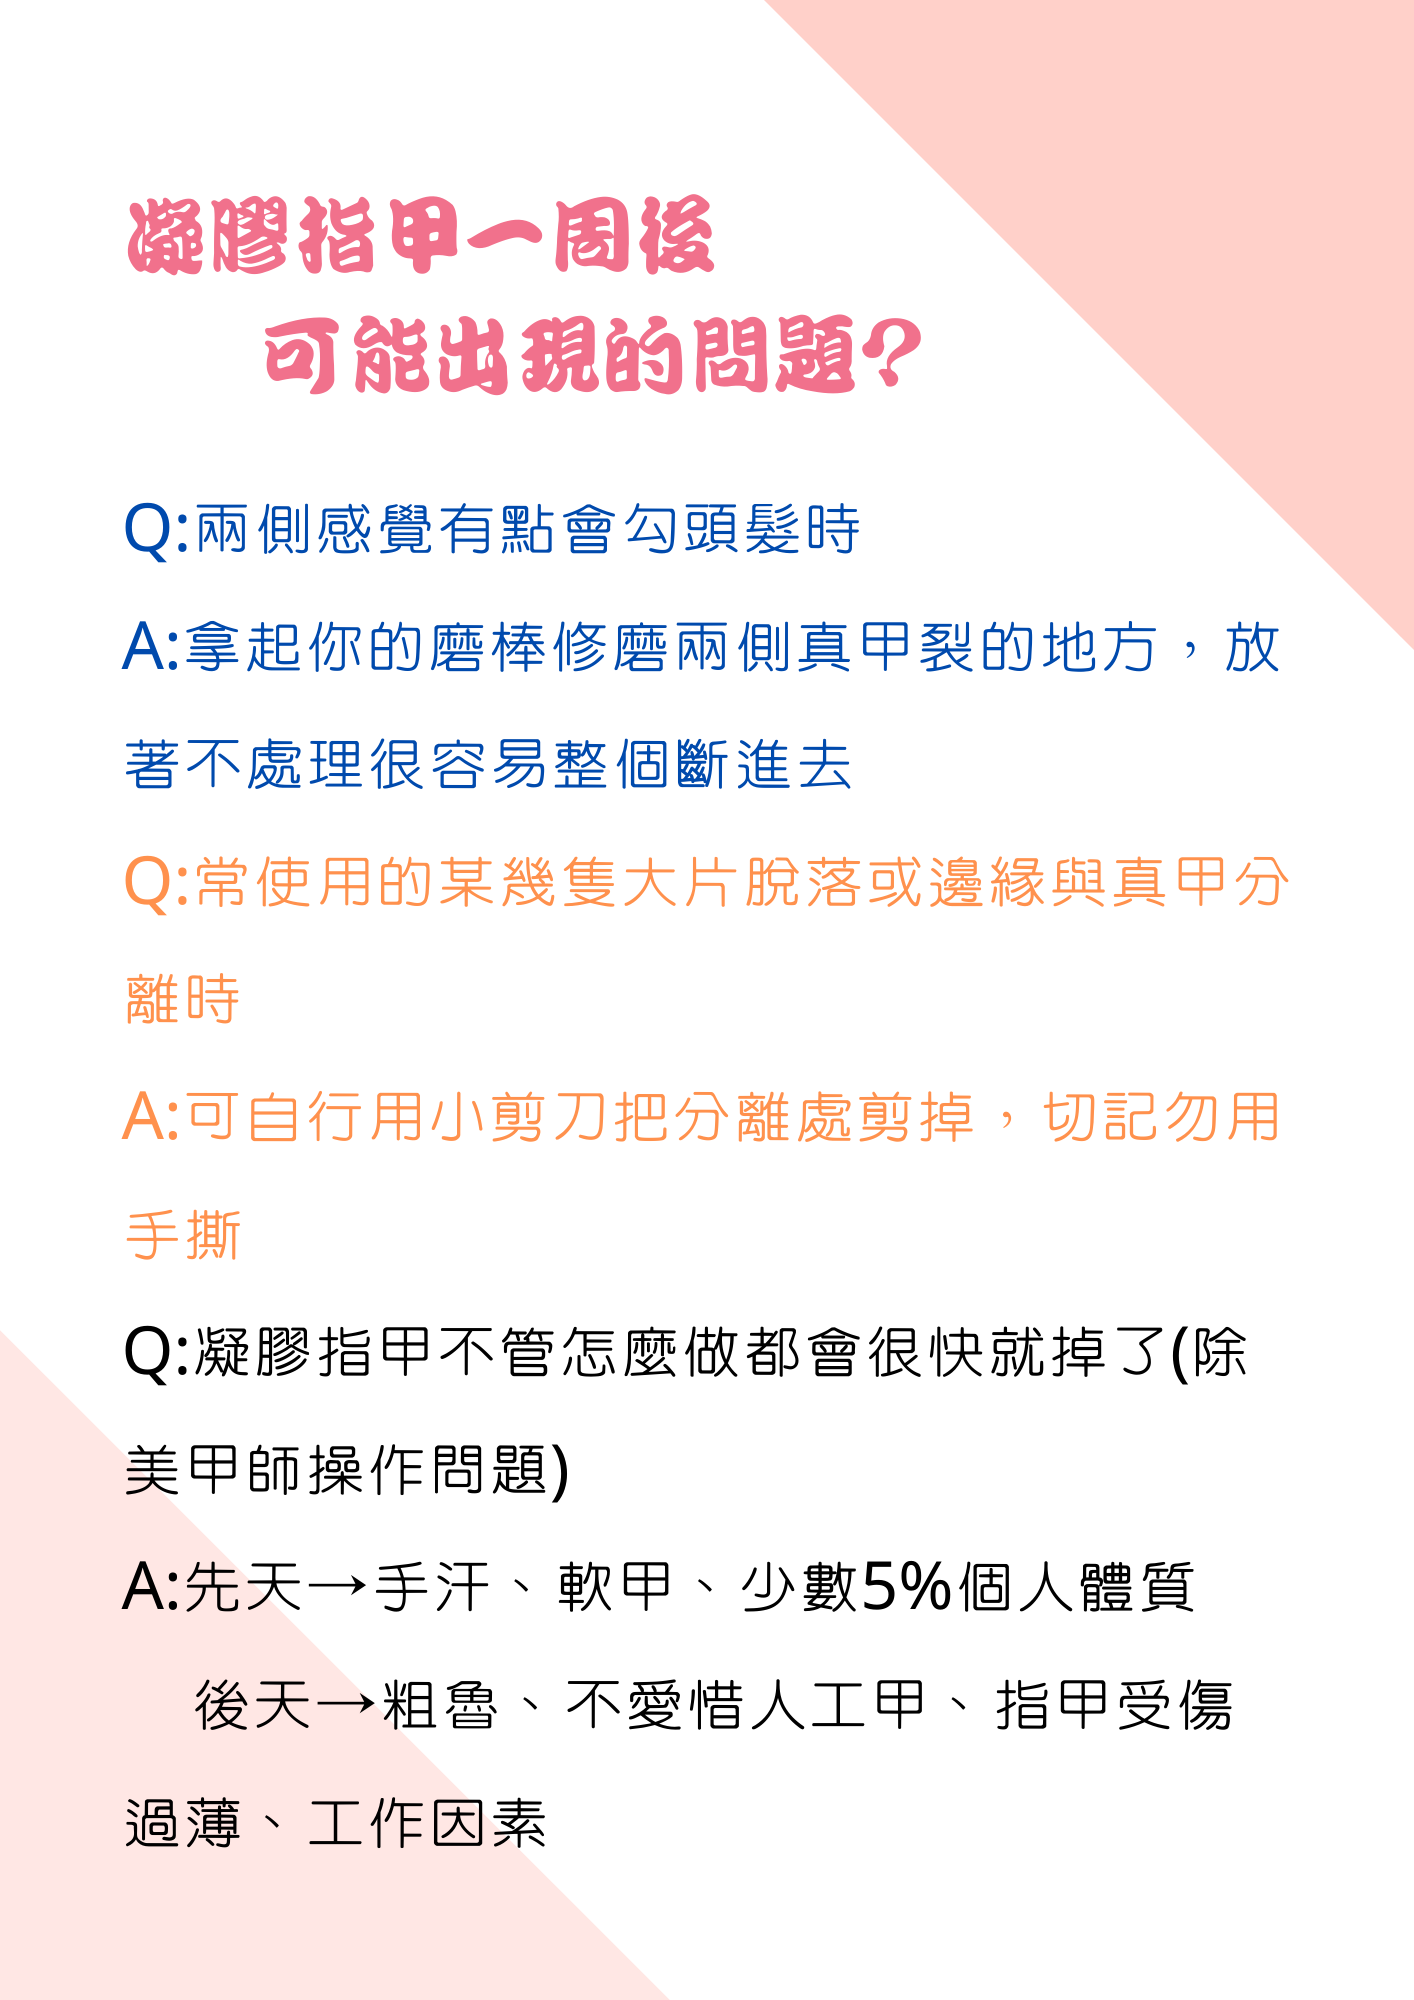 凝膠指甲一周後
可能出現的問題?
Q:兩側感覺有點會勾頭髮時
A:拿起你的磨棒修磨兩側真甲裂的地方，放
著不處理很容易整個斷進去
Q:常使用的某幾隻大片脫落或邊緣與真甲分
離時
A:可自行用小剪刀把分離處剪掉，切記勿用
手撕
Q:凝膠指甲不管怎麼做都會很快就掉了(除
美甲師操作問題)
A:先天→手汗、軟甲、少數5%個人體質
後天→粗魯、不愛惜人工甲、指甲受傷
過薄、工作因素